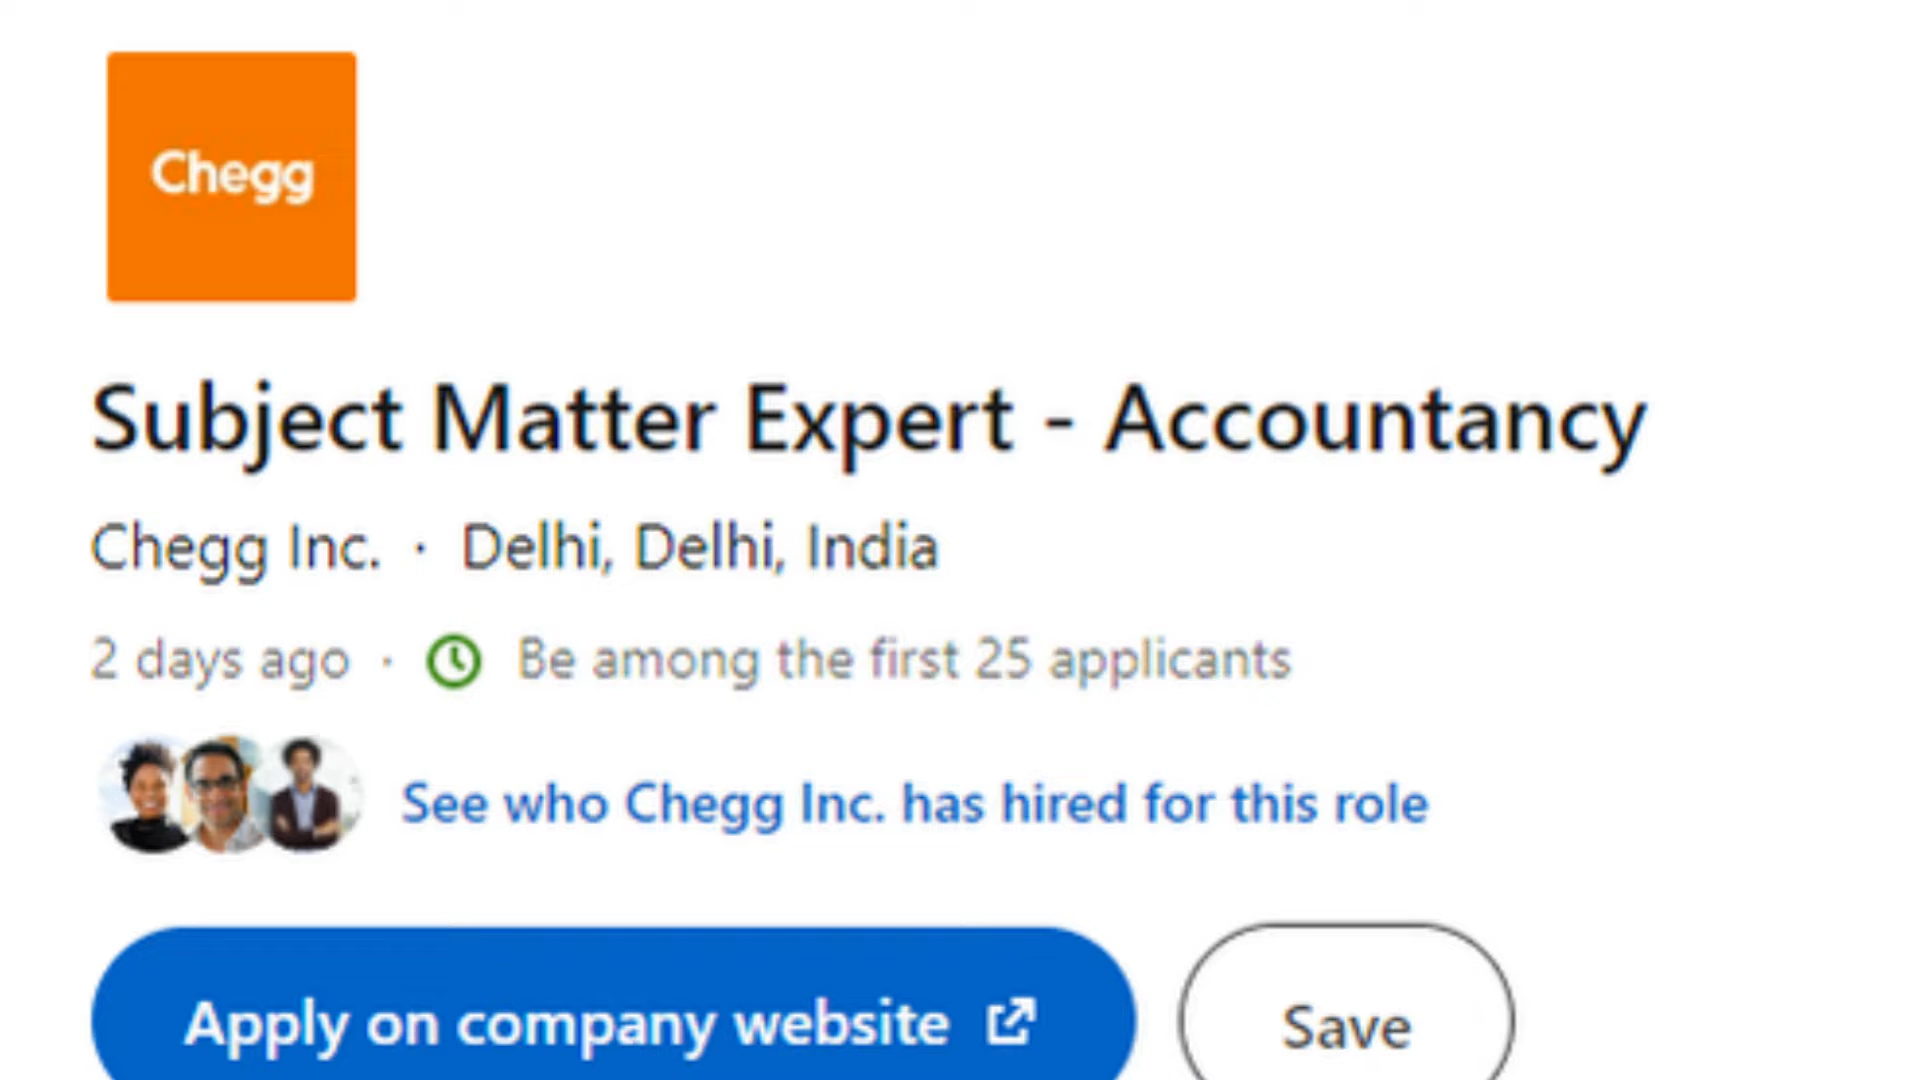 Chegg
Subject Matter Expert - Accountancy
Chegg Inc. · Delhi, Delhi, India
2 days ago · Be among the first 25 applicants
See who Chegg Inc. has hired for this role
Apply on company website
Save